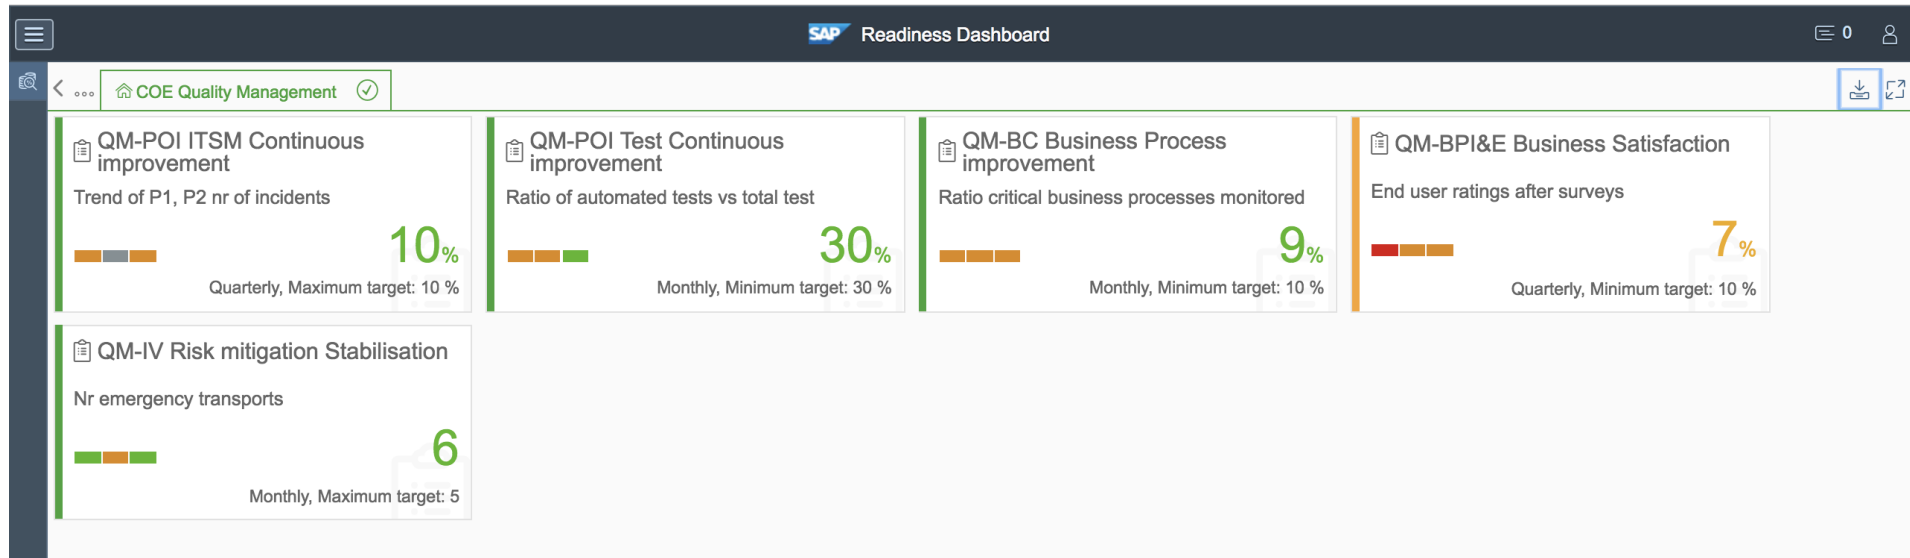 SAP Readiness Dashboard
0
COE Quality Management
QM-POI ITSM Continuous
improvement
Trend of P1, P2 nr of incidents
10%
Quarterly, Maximum target: 10 %
QM-POI Test Continuous
improvement
Ratio of automated tests vs total test
30%
Monthly, Minimum target: 30 %
QM-BC Business Process
improvement
Ratio critical business processes monitored
9%
Monthly, Minimum target: 10 %
QM-BPI&E Business Satisfaction
End user ratings after surveys
7%
Quarterly, Minimum target: 10 %
QM-IV Risk mitigation Stabilisation
Nr emergency transports
6
Monthly, Maximum target: 5